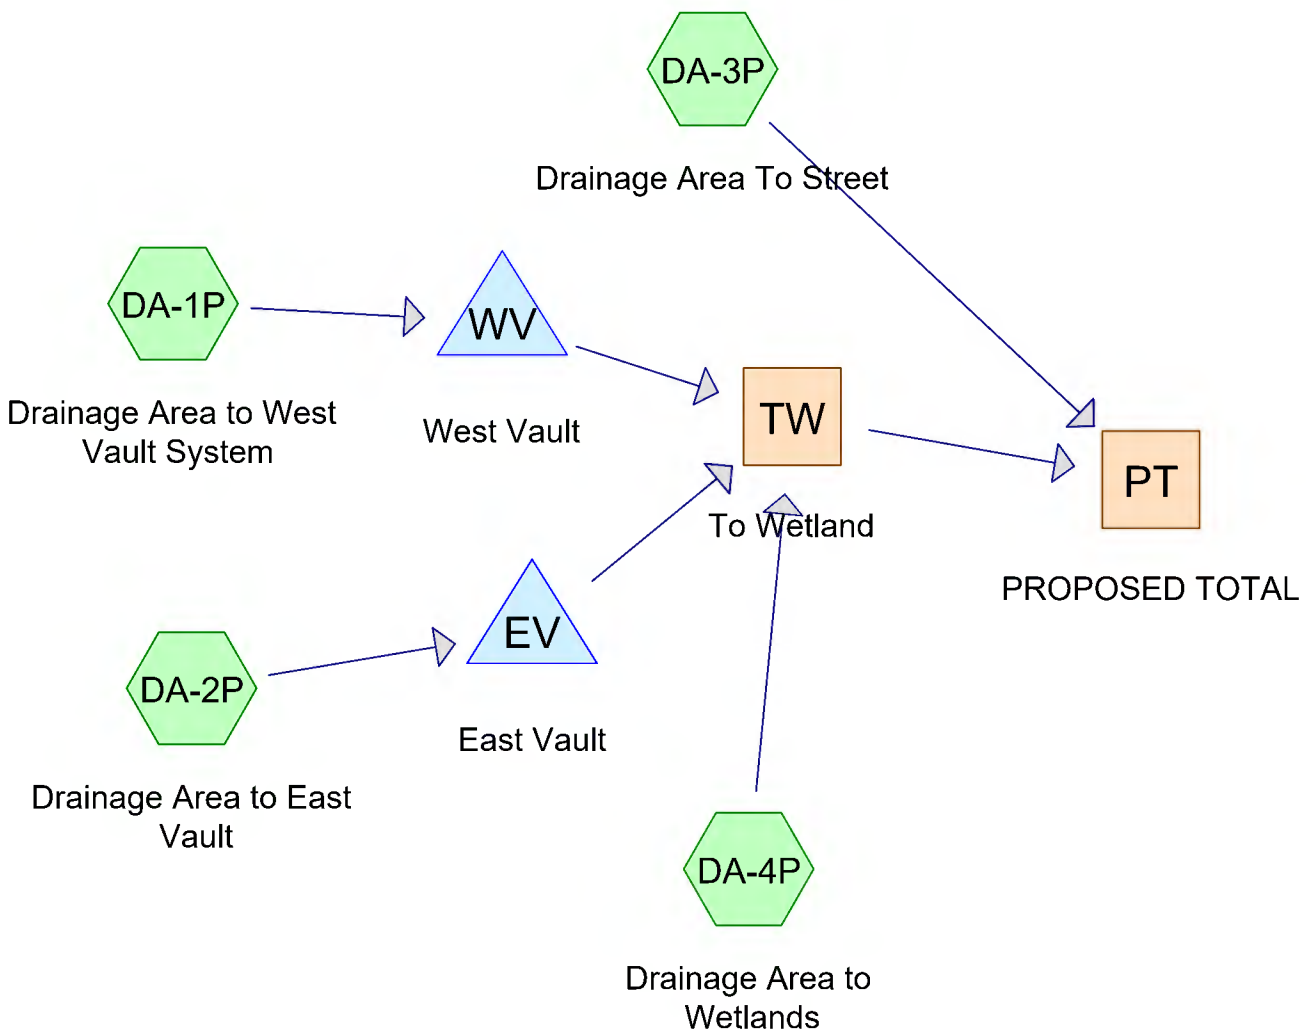 DA-3P
Drainage Area To Street
DA-1P
Drainage Area to West
Vault System
WV
West Vault
TW
To Wetland
PT
PROPOSED TOTAL
EV
East Vault
DA-2P
Drainage Area to East
Vault
DA-4P
Drainage Area to
Wetlands